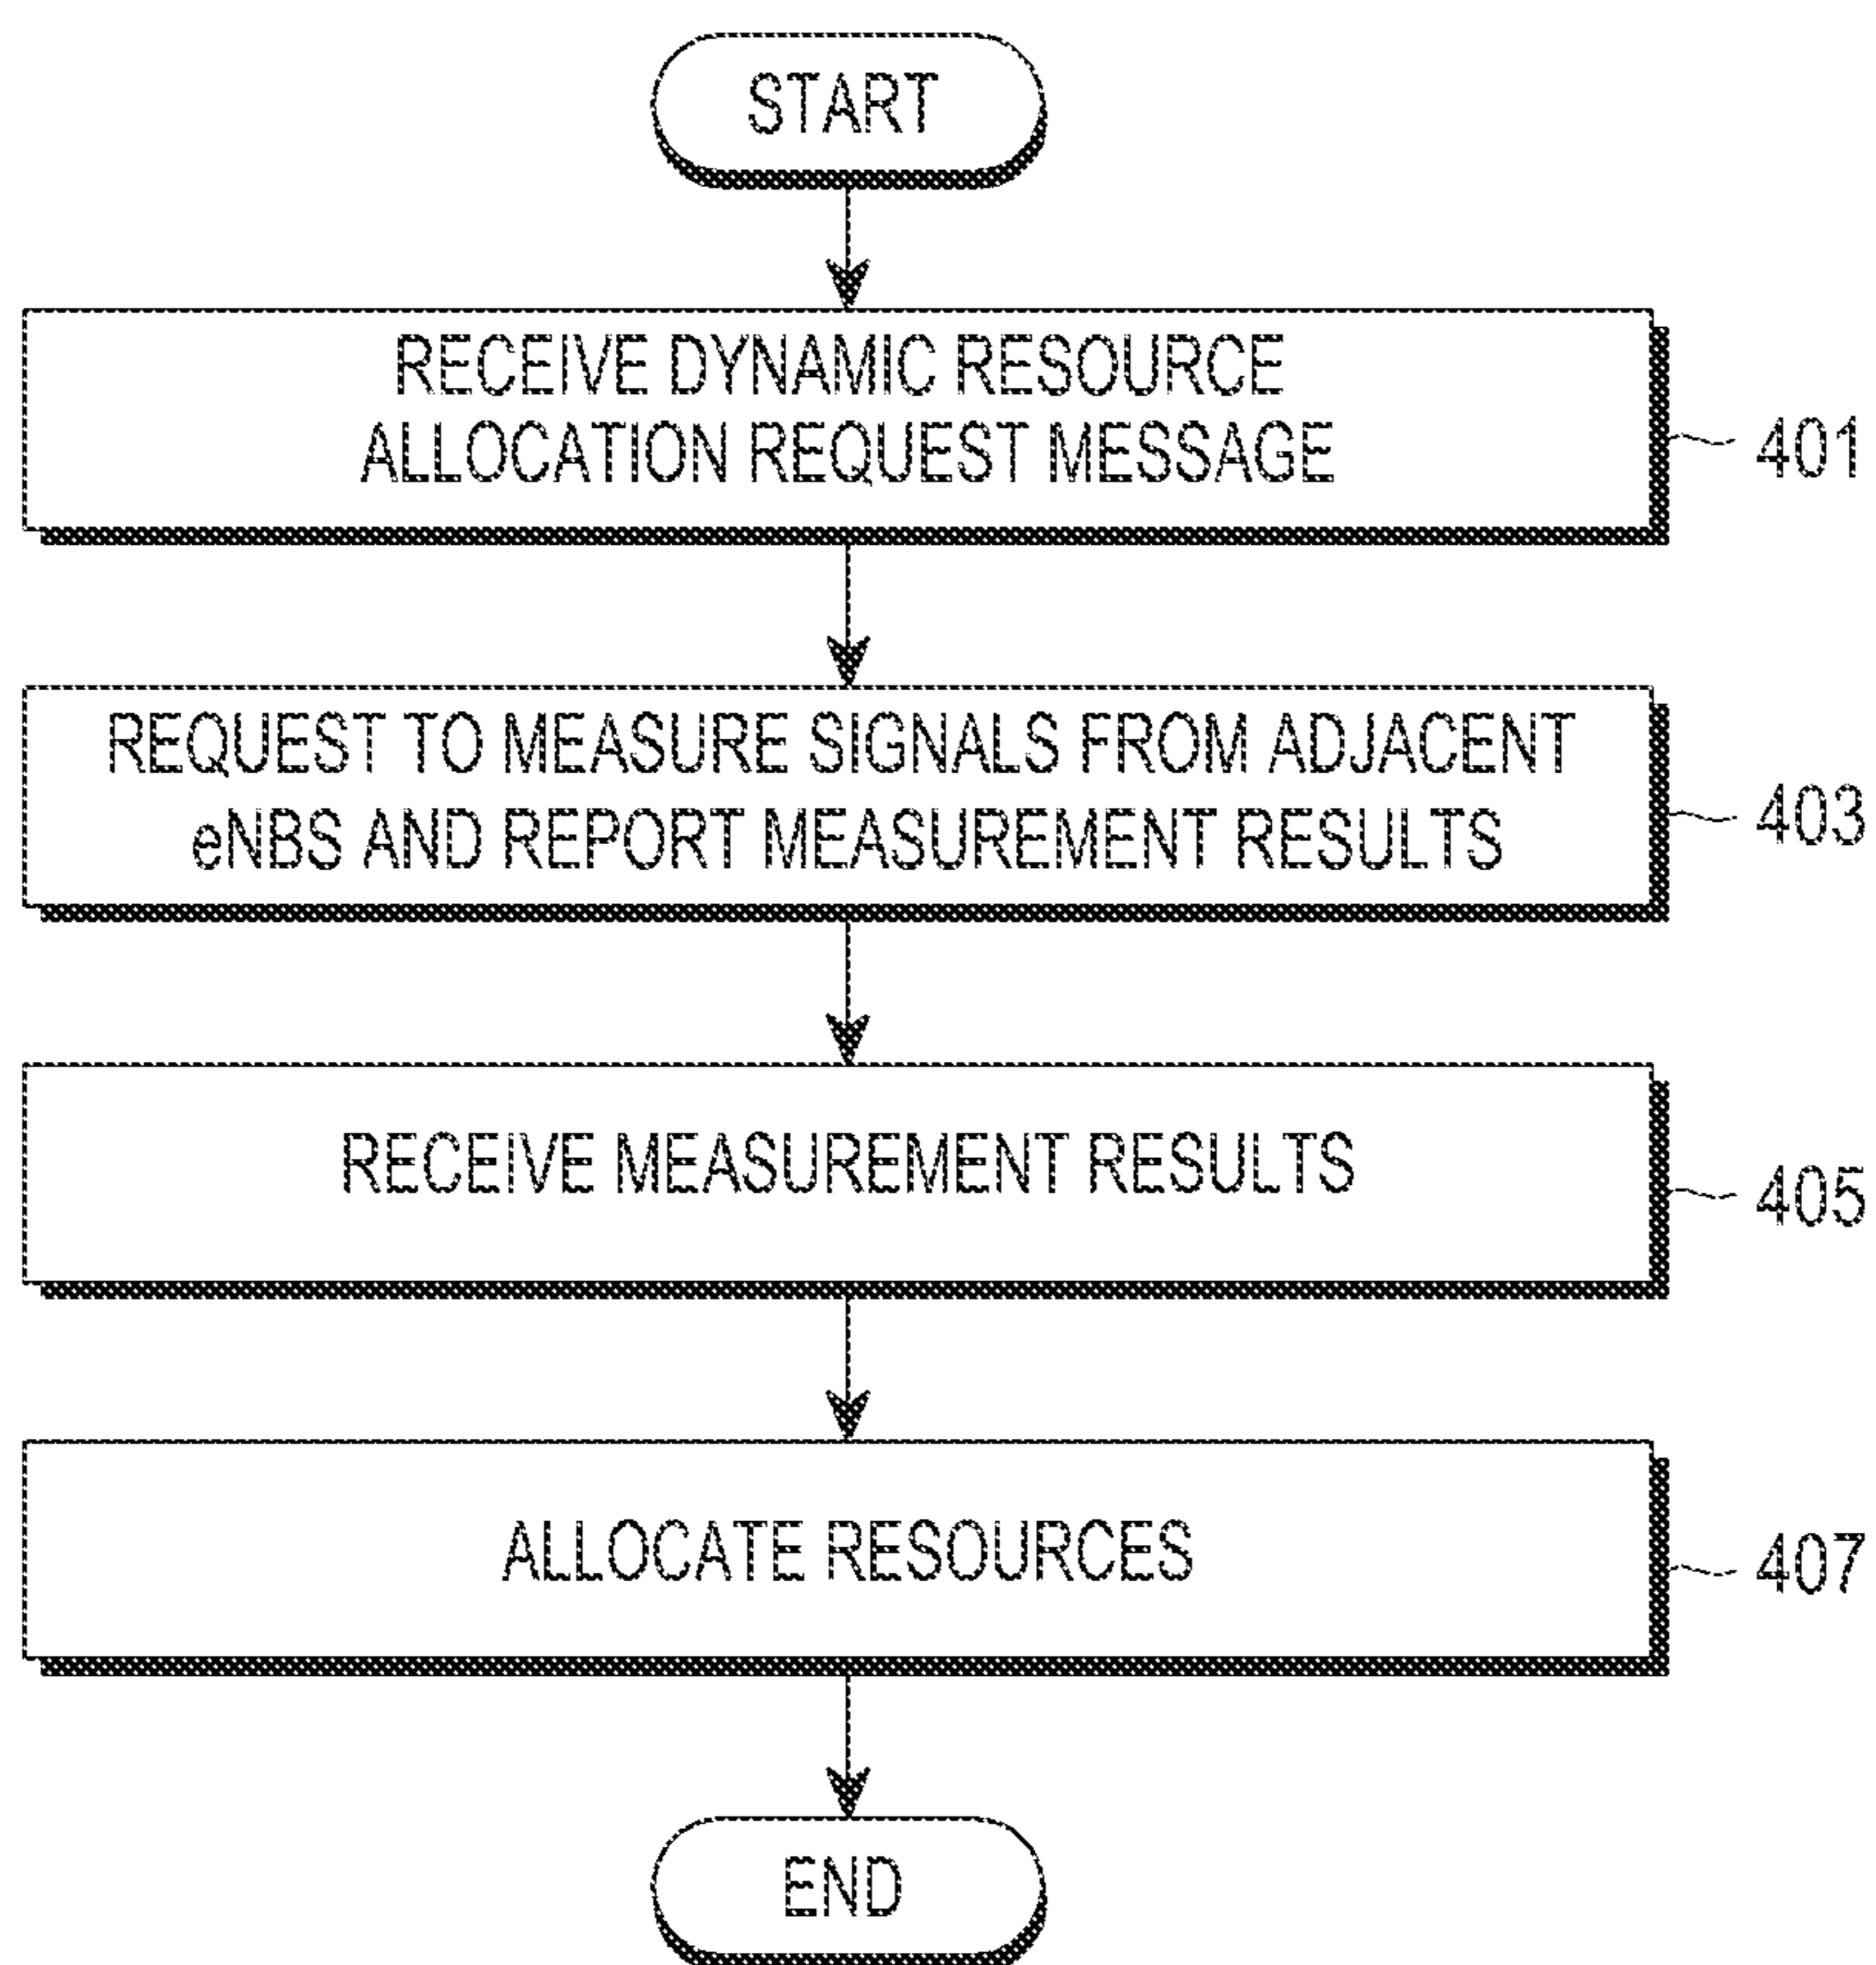 START
RECEIVE DYNAMIC RESOURCE
ALLOCATION REQUEST MESSAGE
401
REQUEST TO MEASURE SIGNALS FROM ADJACENT
eNBS AND REPORT MEASUREMENT RESULTS
403
RECEIVE MEASUREMENT RESULTS
405
ALLOCATE RESOURCES
407
END